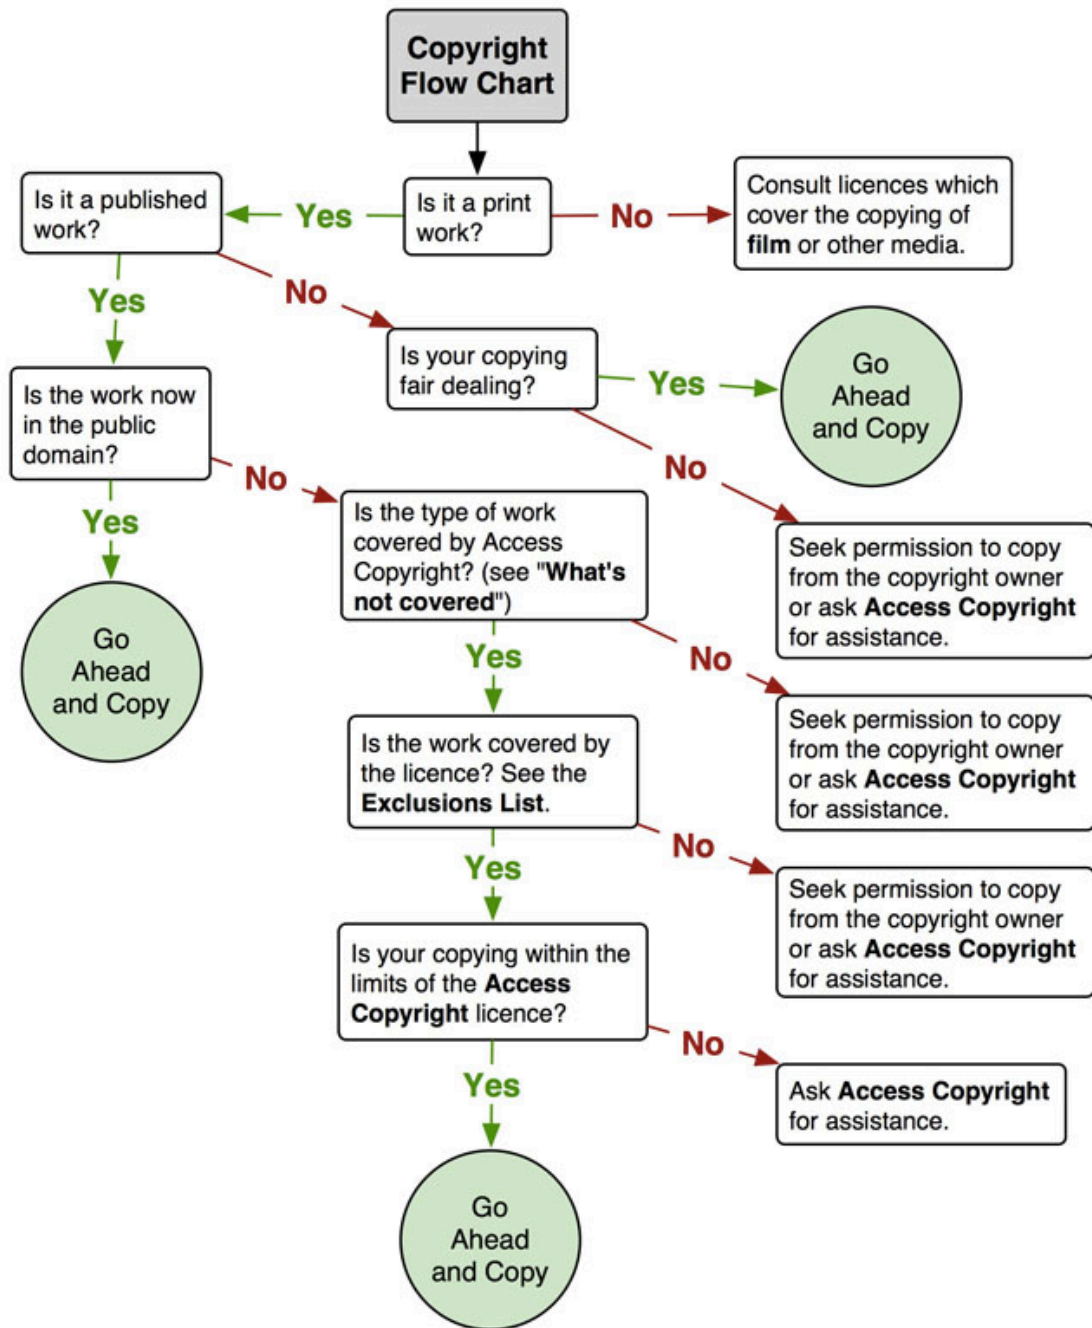 Copyright
Flow Chart
Is it a published
work?
Yes
Is it a print
work?
No
Consult licences which
cover the copying of
film or other media.
Yes
No
Is your copying
fair dealing?
Yes
Go
Ahead
and Copy
Is the work now
in the public
domain?
No
No
Yes
Is the type of work
covered by Access
Copyright? (see "What's
not covered")
Seek permission to copy
from the copyright owner
or ask Access Copyright
for assistance.
Go
Ahead
and Copy
Yes
No
Is the work covered by
the licence? See the
Exclusions List.
Seek permission to copy
from the copyright owner
or ask Access Copyright
for assistance.
Yes
No
Seek permission to copy
from the copyright owner
or ask Access Copyright
for assistance.
Is your copying within the
limits of the Access
Copyright licence?
No
Yes
Ask Access Copyright
for assistance.
Go
Ahead
and Copy